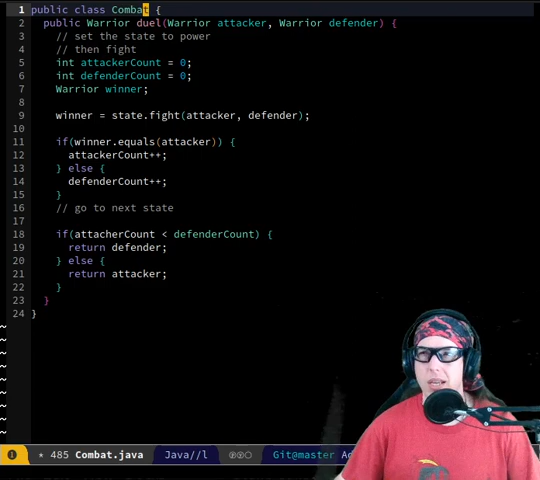 1 public class Combat {
2 public Warrior duel(Warrior attacker, Warrior defender) {
3 // set the state to power
4 // then fight
5 int attackerCount = 0;
6 int defenderCount = 0;
7 Warrior winner;
8
9 winner = state.fight(attacker, defender);
10
11 if(winner.equals(attacker)) {
12 attackerCount++;
13 } else {
14 defenderCount++;
15 }
16 // go to next state
17
18 if(attacherCount < defenderCount) {
19 return defender;
20 } else {
21 return attacker;
22 }
23 }
24 }
~
~
~
~
~
~
~
~
~
* 485 Combat.java Java//l Git@master